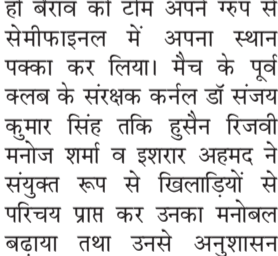 ही बेराव की टीम अपने ग्रुप से
सेमीफाइनल में अपना स्थान
पक्का कर लिया। मैच के पूर्व
क्लब के संरक्षक कर्नल डॉ संजय
कुमार सिंह तकि हुसैन रिजवी
मनोज शर्मा व इशरार अहमद ने
संयुक्त रूप से खिलाड़ियों से
परिचय प्राप्त कर उनका मनोबल
बढ़ाया तथा उनसे अनुशासन